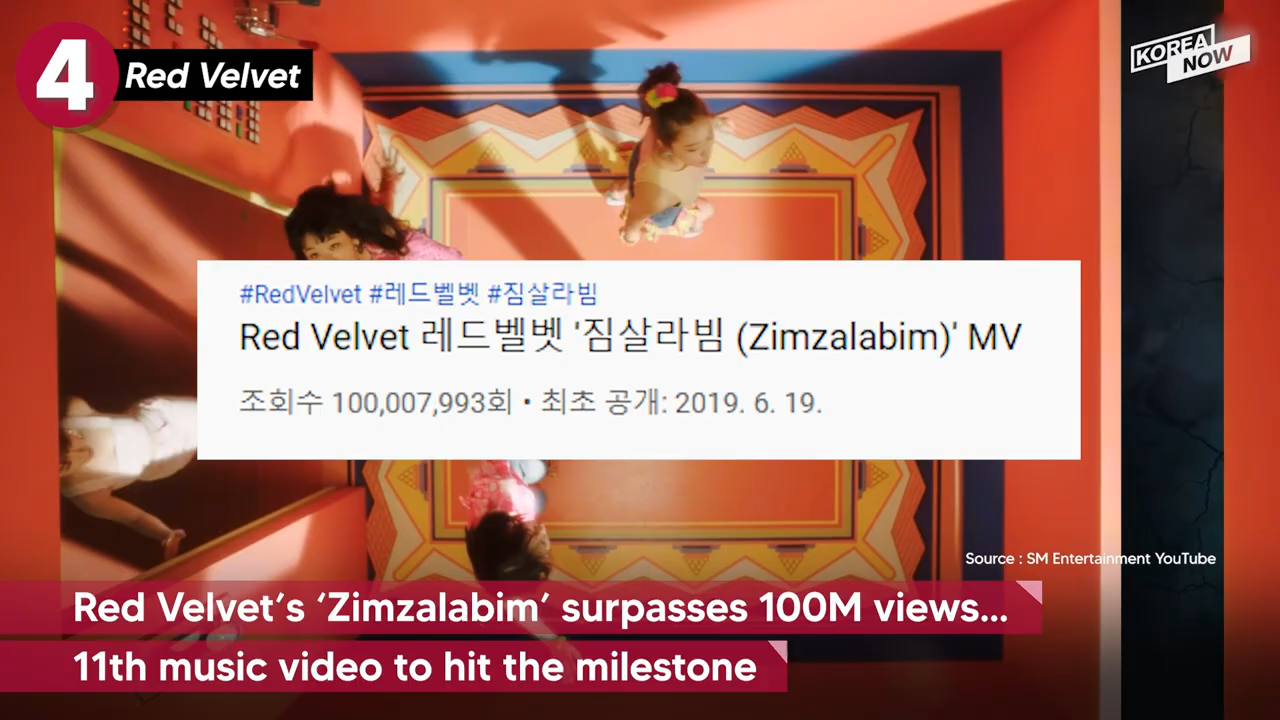 4
Red Velvet
KOREA
NOW
#RedVelvet #레드벨벳 #짐살라빔
Red Velvet 레드벨벳 '짐살라빔 (Zimzalabim)' MV
조회수 100,007,993회 • 최초 공개: 2019. 6. 19.
Source : SM Entertainment YouTube
Red Velvet's ‘Zimzalabim’ surpasses 100M views...
11th music video to hit the milestone